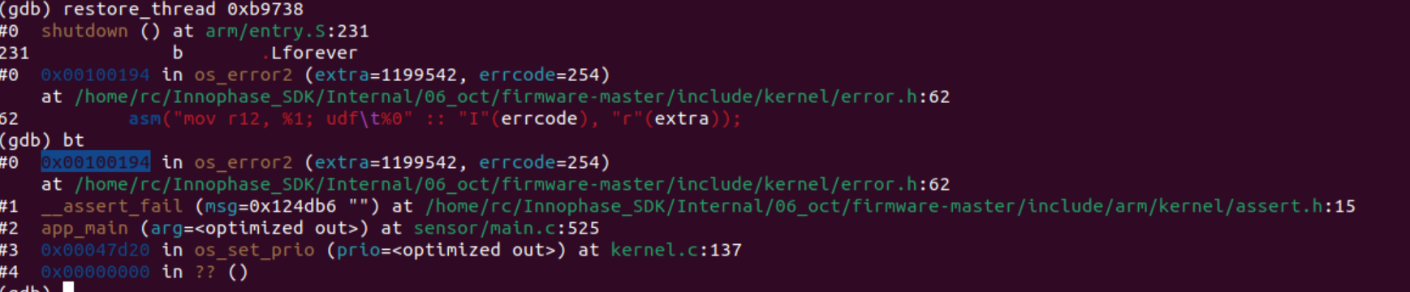 (gdb) restore_thread 0xb9738
#0  shutdown () at arm/entry.S:231
231             b       .Lforever
#0  0x00100194 in os_error2 (extra=1199542, errcode=254)
    at /home/rc/Innophase_SDK/Internal/06_oct/firmware-master/include/kernel/error.h:62
62          asm("mov r12, %1; udf\t%0" :: "I"(errcode), "r"(extra));
(gdb) bt
#0  0x00100194 in os_error2 (extra=1199542, errcode=254)
    at /home/rc/Innophase_SDK/Internal/06_oct/firmware-master/include/kernel/error.h:62
#1  __assert_fail (msg=0x124db6 "") at /home/rc/Innophase_SDK/Internal/06_oct/firmware-master/include/arm/kernel/assert.h:15
#2  app_main (arg=<optimized out>) at sensor/main.c:525
#3  0x00047d20 in os_set_prio (prio=<optimized out>) at kernel.c:137
#4  0x00000000 in ?? ()
(gdb)